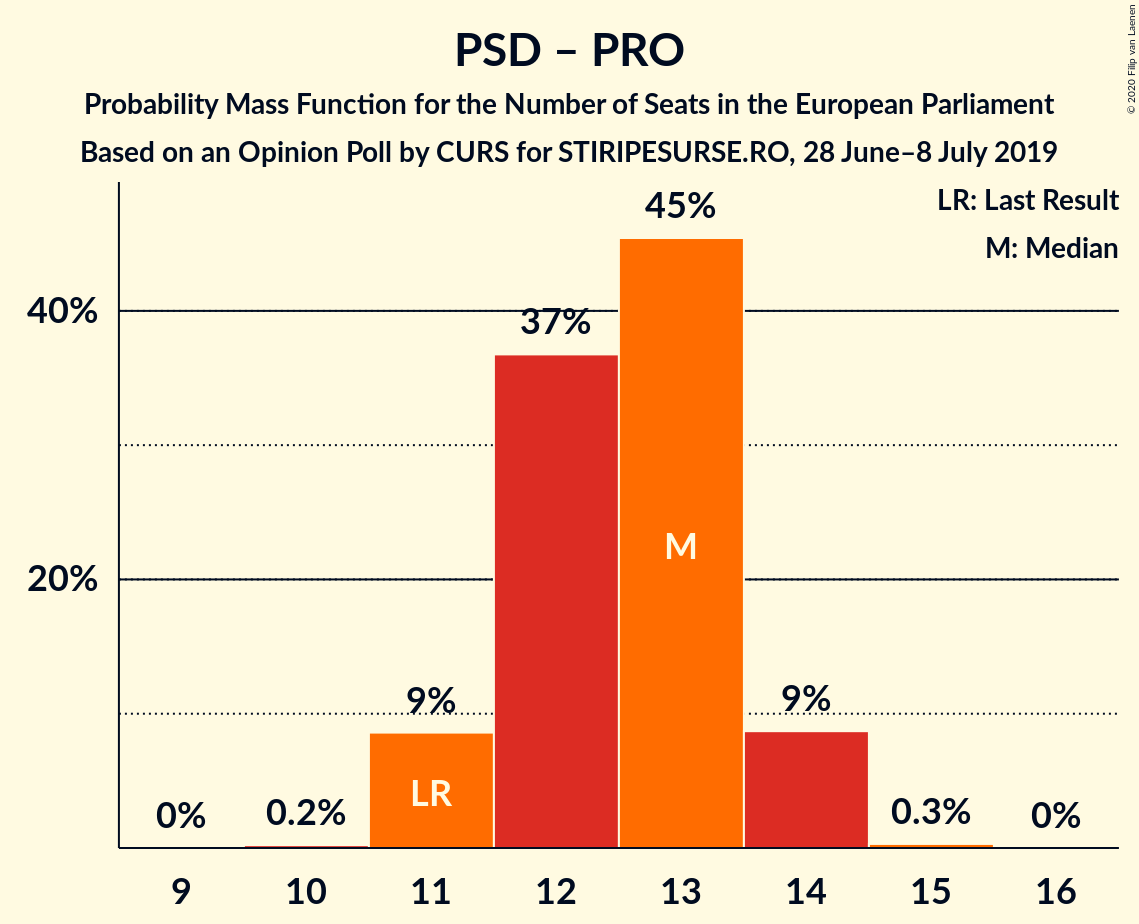 PSD – PRO
Probability Mass Function for the Number of Seats in the European Parliament
Based on an Opinion Poll by CURS for STIRIPESURSE.RO, 28 June–8 July 2019
© 2020 Filip van Laenen
LR: Last Result
M: Median
45%
40%
37%
M
20%
9%
9%
LR
0%
0.2%
0.3%
0%
9
10
11
12
13
14
15
16